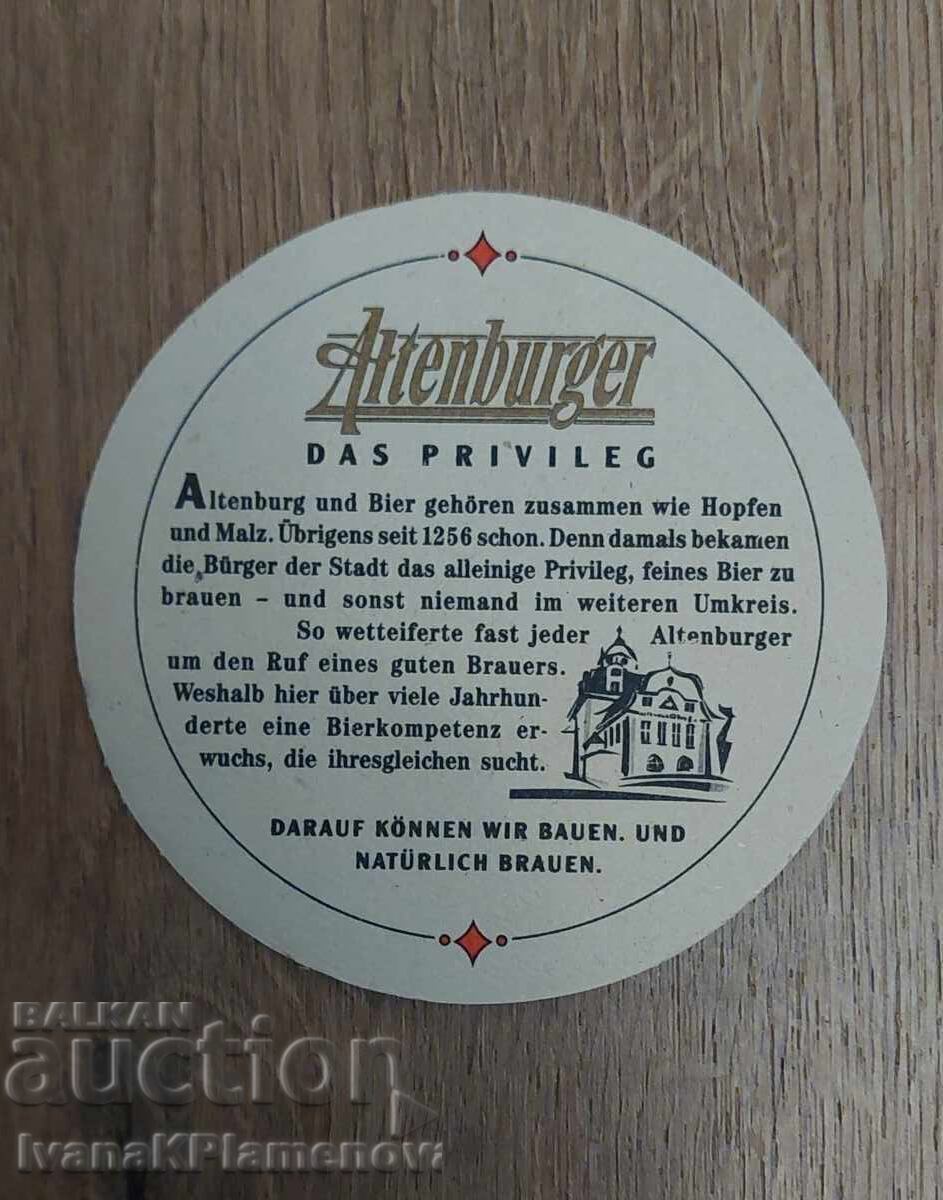 Altenburger
DAS PRIVILEG
Altenburg und Bier gehören zusammen wie Hopfen
und Malz. Übrigens seit 1256 schon. Denn damals bekamen
die Bürger der Stadt das alleinige Privileg, feines Bier zu
brauen – und sonst niemand im weiteren Umkreis.
So wetteiferte fast jeder Altenburger
um den Ruf eines guten Brauers.
Weshalb hier über viele Jahrhun-
derte eine Bierkompetenz er-
wuchs, die ihresgleichen sucht.
DARAUF KÖNNEN WIR BAUEN. UND
NATÜRLICH BRAUEN.
BALKAN
auction
IvanaKPlamenova